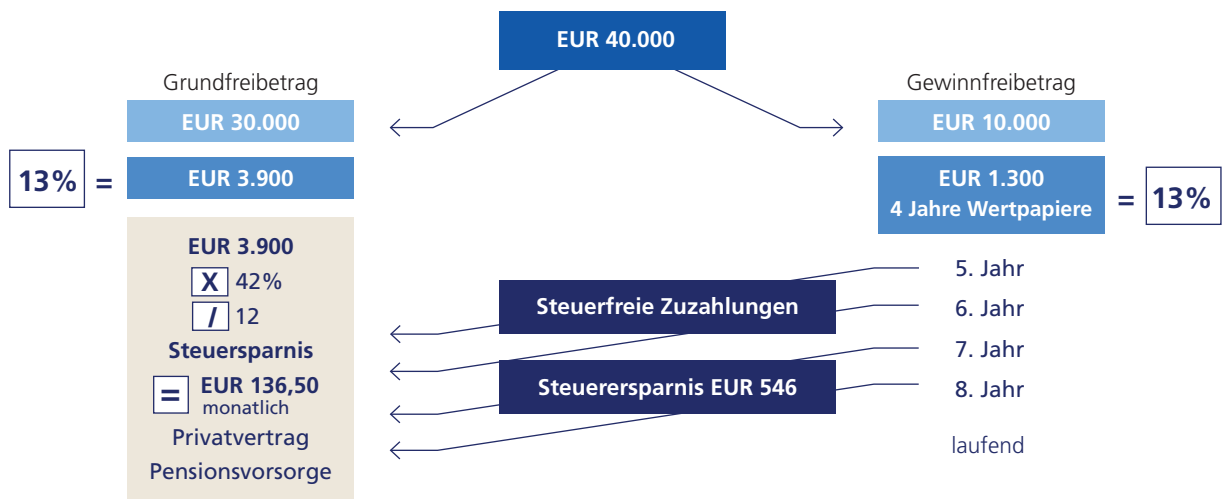 EUR 40.000
Grundfreibetrag
EUR 30.000
13% =
EUR 3.900
EUR 3.900
X 42%
/ 12
Steuersparnis
= EUR 136,50
monatlich
Privatvertrag
Pensionsvorsorge
Steuerfreie Zuzahlungen
Steuerersparnis EUR 546
Gewinnfreibetrag
EUR 10.000
EUR 1.300
4 Jahre Wertpapiere
= 13%
5. Jahr
6. Jahr
7. Jahr
8. Jahr
laufend